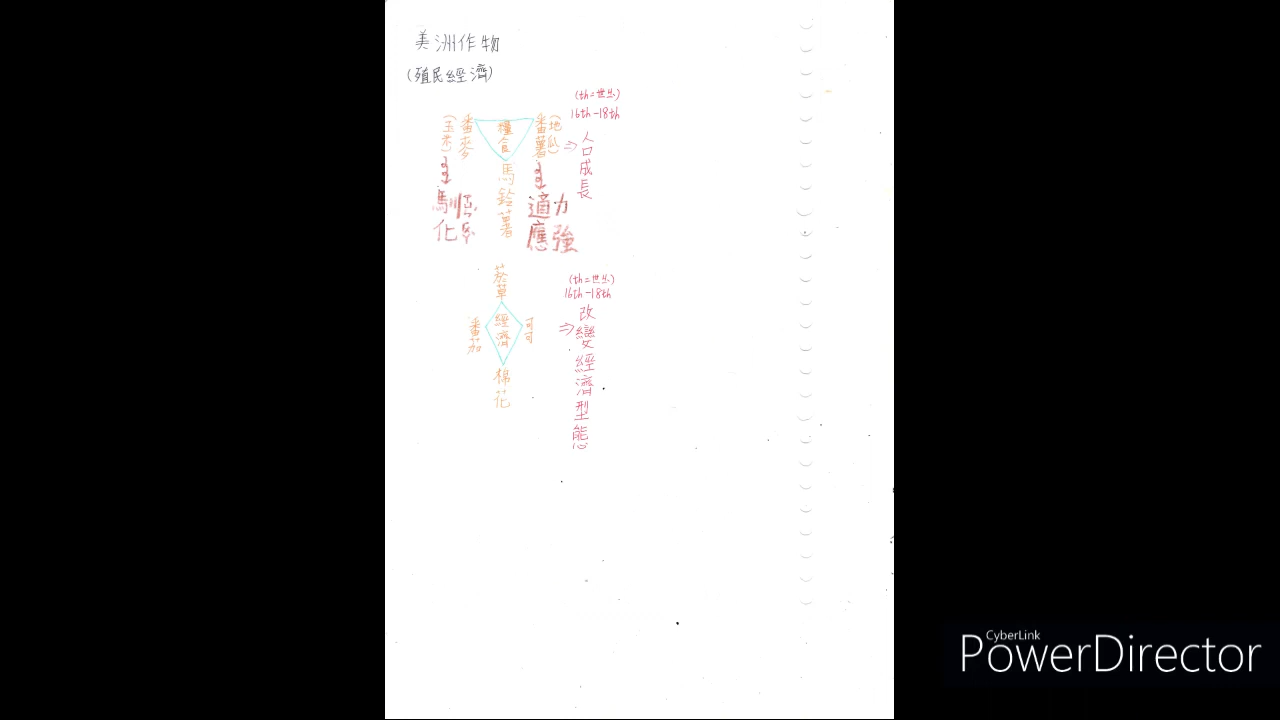 美洲作物
(殖民經濟)
(th=世紀)
16th-18th
番麥
(玉米)
糧食
番薯
(地瓜)
⇒人口成長
馬鈴薯
馴化
適應力強
(th=世紀)
16th-18th
菸草
番茄
經濟
可可
棉花
⇒改變經濟型態
CyberLink
PowerDirector